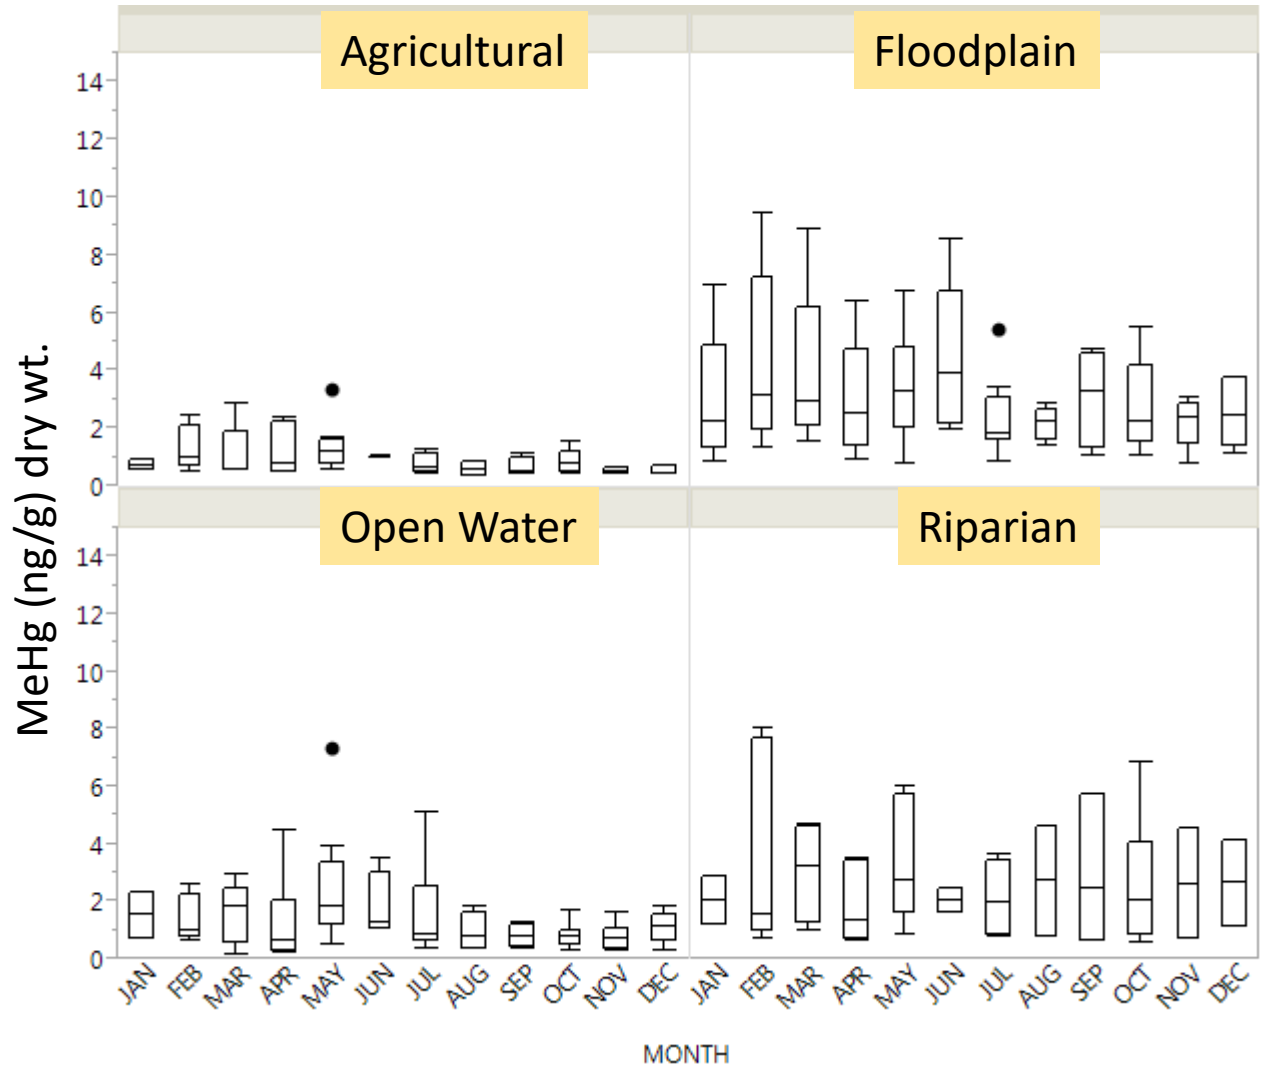 Agricultural
Floodplain
14
12
10
8
6
4
2
0
Open Water
Riparian
14
12
10
8
6
4
2
0
MeHg (ng/g) dry wt.
JAN FEB MAR APR MAY JUN JUL AUG SEP OCT NOV DEC JAN FEB MAR APR MAY JUN JUL AUG SEP OCT NOV DEC
MONTH